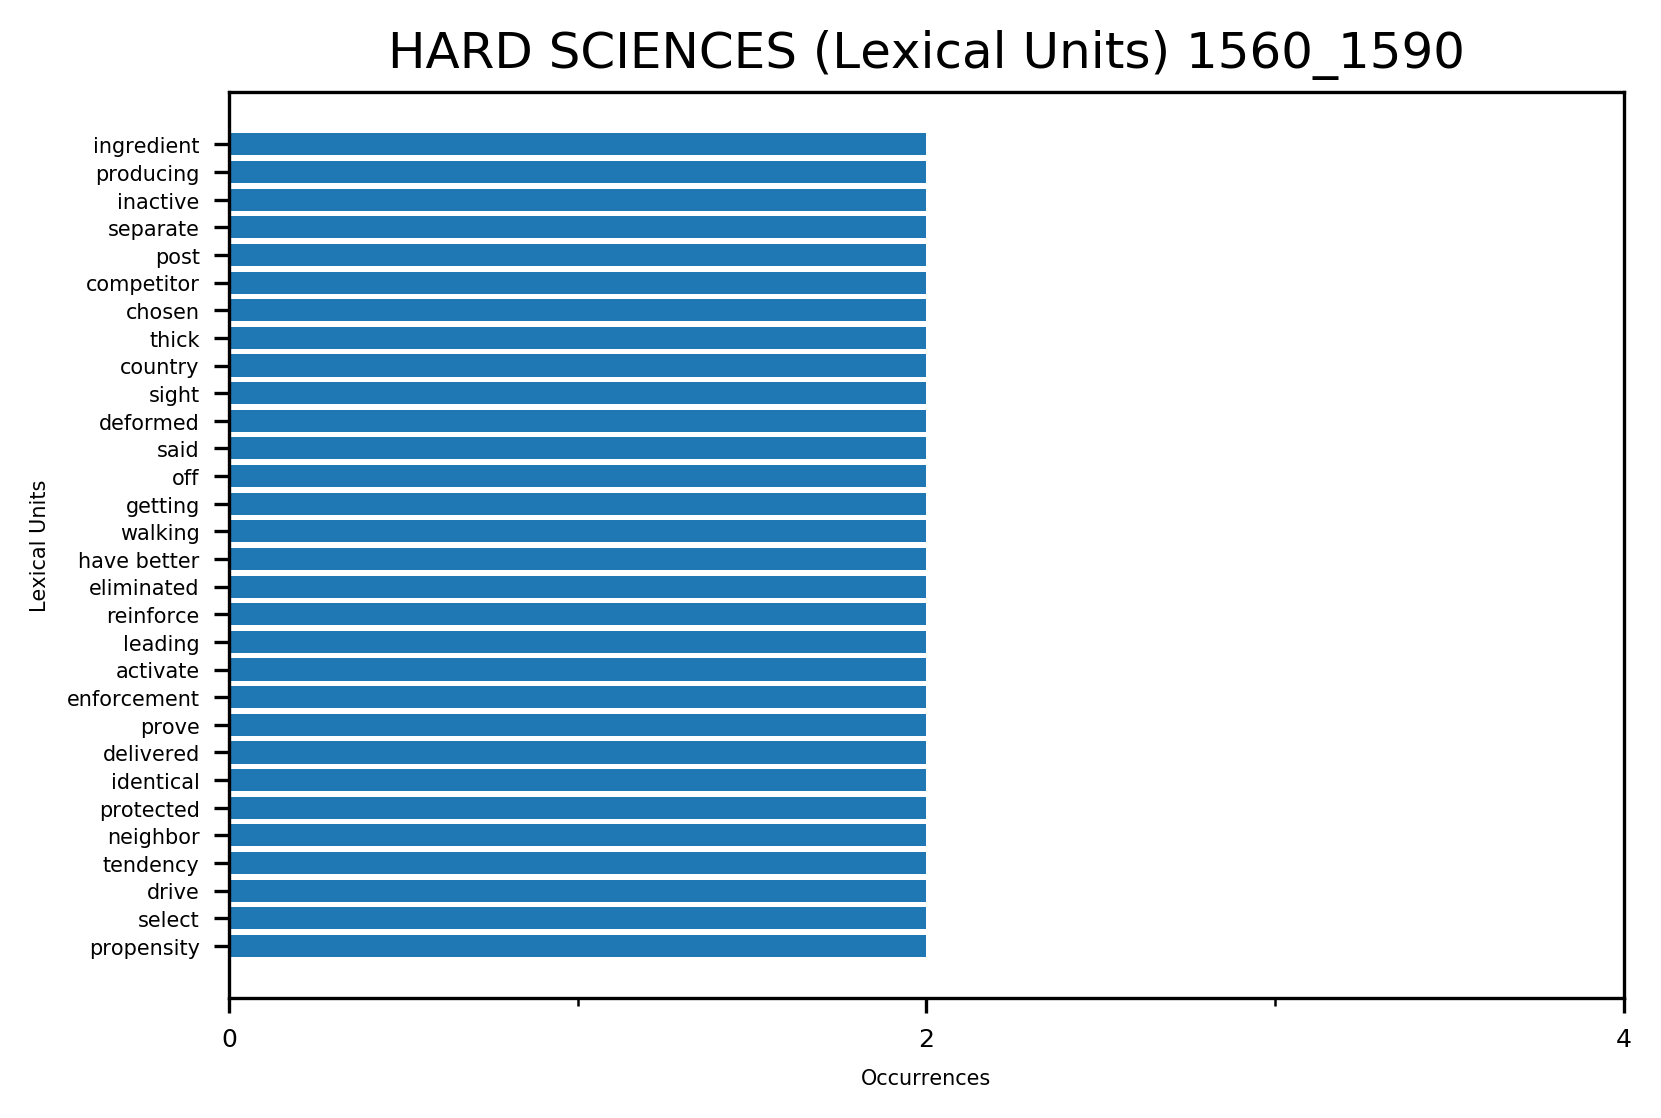 HARD SCIENCES (Lexical Units) 1560_1590
ingredient
producing
inactive
separate
post
competitor
chosen
thick
country
sight
deformed
said
off
getting
walking
have better
eliminated
reinforce
leading
activate
enforcement
prove
delivered
identical
protected
neighbor
tendency
drive
select
propensity
Lexical Units
0 2 4
Occurrences